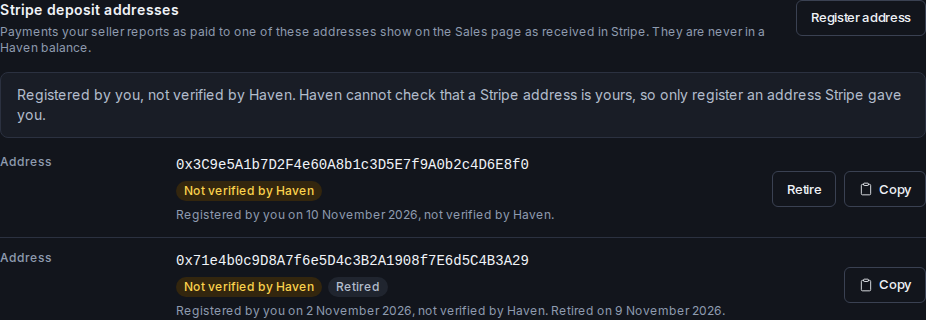 Stripe deposit addresses
Register address
Payments your seller reports as paid to one of these addresses show on the Sales page as received in Stripe. They are never in a
Haven balance.
Registered by you, not verified by Haven. Haven cannot check that a Stripe address is yours, so only register an address Stripe gave
you.
Address
0x3C9e5A1b7D2F4e60A8b1c3D5E7f9A0b2c4D6E8f0
Not verified by Haven
Registered by you on 10 November 2026, not verified by Haven.
Retire
Copy
Address
0x71e4b0c9D8A7f6e5D4c3B2A1908f7E6d5C4B3A29
Not verified by Haven
Retired
Registered by you on 2 November 2026, not verified by Haven. Retired on 9 November 2026.
Copy